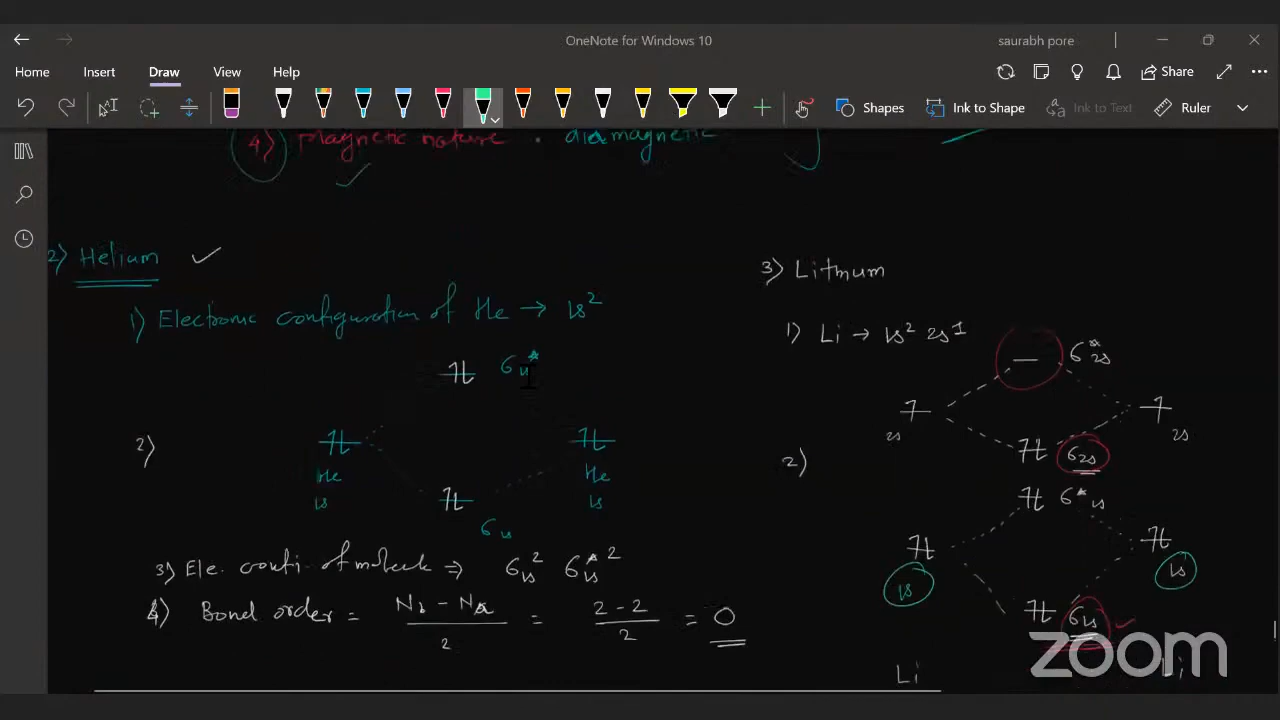 OneNote for Windows 10
saurabh pore
Home Insert Draw View Help
Share
Shapes
Ink to Shape
Ink to Text
Ruler
4) Magnetic nature . diamagnetic
2) Helium
1) Electronic configuration of He → 1s²
σ1s*
2)
He
1s
He
1s
σ1s
3) Ele. confi. of molecule ⇒ σ1s² σ*1s²
4) Bond order = Nb - Na / 2 = 2 - 2 / 2 = 0
3) Lithium
1) Li → 1s² 2s¹
σ*2s
2s
2s
2)
σ2s
σ*1s
1s
1s
σ1s
Li
Li
zoom